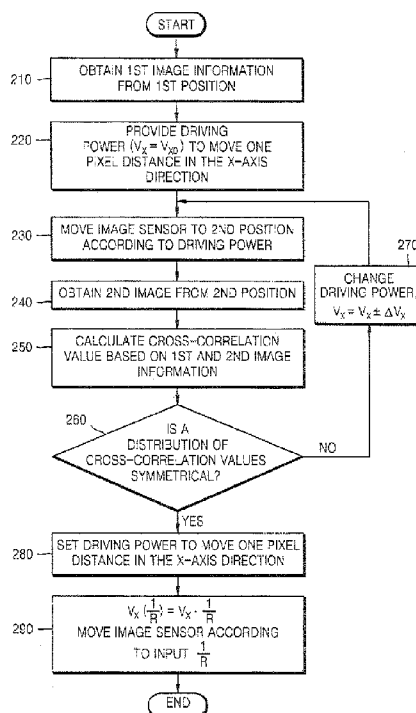 START
210
OBTAIN 1ST IMAGE INFORMATION
FROM 1ST POSITION
220
PROVIDE DRIVING
POWER (VX = VX0) TO MOVE ONE
PIXEL DISTANCE IN THE X-AXIS
DIRECTION
230
MOVE IMAGE SENSOR TO 2ND POSITION
ACCORDING TO DRIVING POWER
270
CHANGE
DRIVING POWER,
VX = VX ± ΔVX
240
OBTAIN 2ND IMAGE FROM 2ND POSITION
250
CALCULATE CROSS-CORRELATION
VALUE BASED ON 1ST AND 2ND IMAGE
INFORMATION
260
IS A
DISTRIBUTION OF
CROSS-CORRELATION VALUES
SYMMETRICAL?
NO
YES
280
SET DRIVING POWER TO MOVE ONE PIXEL
DISTANCE IN THE X-AXIS DIRECTION
290
VX (1/R) = VX · 1/R
MOVE IMAGE SENSOR ACCORDING
TO INPUT 1/R
END